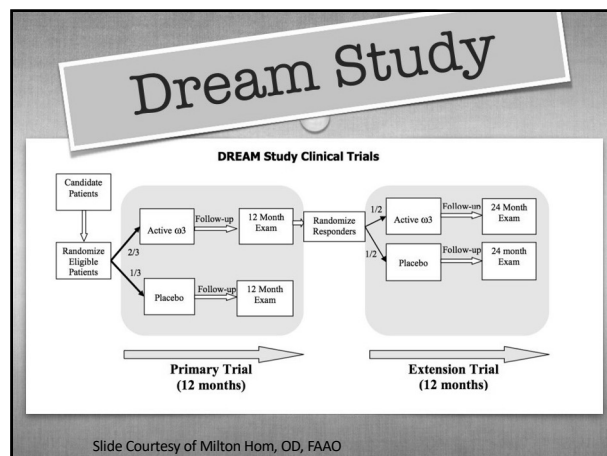 Dream Study
DREAM Study Clinical Trials
Candidate
Patients
Randomize
Eligible
Patients
2/3
1/3
Active ω3
Follow-up
12 Month
Exam
Placebo
Follow-up
12 Month
Exam
Primary Trial
(12 months)
Randomize
Responders
1/2
1/2
Active ω3
Follow-up
24 Month
Exam
Placebo
Follow-up
24 month
Exam
Extension Trial
(12 months)
Slide Courtesy of Milton Hom, OD, FAAO